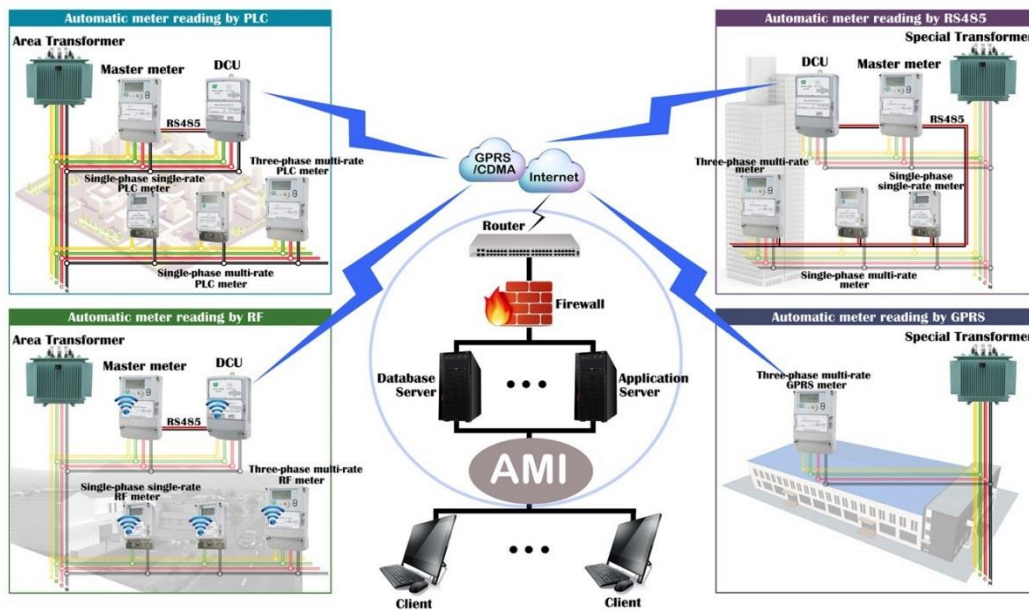 Automatic meter reading by PLC
Area Transformer
Master meter
DCU
RS485
Three-phase multi-rate
PLC meter
Single-phase single-rate
PLC meter
Single-phase multi-rate
PLC meter
Automatic meter reading by RS485
Special Transformer
DCU
Master meter
RS485
Three-phase multi-rate
meter
Single-phase
single-rate meter
Single-phase multi-rate
meter
N
GPRS
/CDMA
Internet
Router
Firewall
Database
Server
Application
Server
AMI
Client
Client
Automatic meter reading by RF
Area Transformer
Master meter
DCU
RS485
Three-phase multi-rate
RF meter
Single-phase single-rate
RF meter
Automatic meter reading by GPRS
Special Transformer
Three-phase multi-rate
GPRS meter